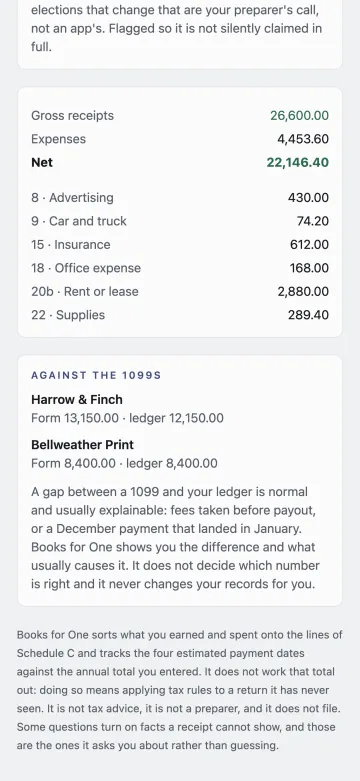 elections that change that are your preparer's call,
not an app's. Flagged so it is not silently claimed in
full.
Gross receipts 26,600.00
Expenses 4,453.60
Net 22,146.40
8 · Advertising 430.00
9 · Car and truck 74.20
15 · Insurance 612.00
18 · Office expense 168.00
20b · Rent or lease 2,880.00
22 · Supplies 289.40
AGAINST THE 1099S
Harrow & Finch
Form 13,150.00 · ledger 12,150.00
Bellweather Print
Form 8,400.00 · ledger 8,400.00
A gap between a 1099 and your ledger is normal
and usually explainable: fees taken before payout,
or a December payment that landed in January.
Books for One shows you the difference and what
usually causes it. It does not decide which number
is right and it never changes your records for you.
Books for One sorts what you earned and spent onto the lines of
Schedule C and tracks the four estimated payment dates
against the annual total you entered. It does not work that total
out: doing so means applying tax rules to a return it has never
seen. It is not tax advice, it is not a preparer, and it does not file.
Some questions turn on facts a receipt cannot show, and those
are the ones it asks you about rather than guessing.